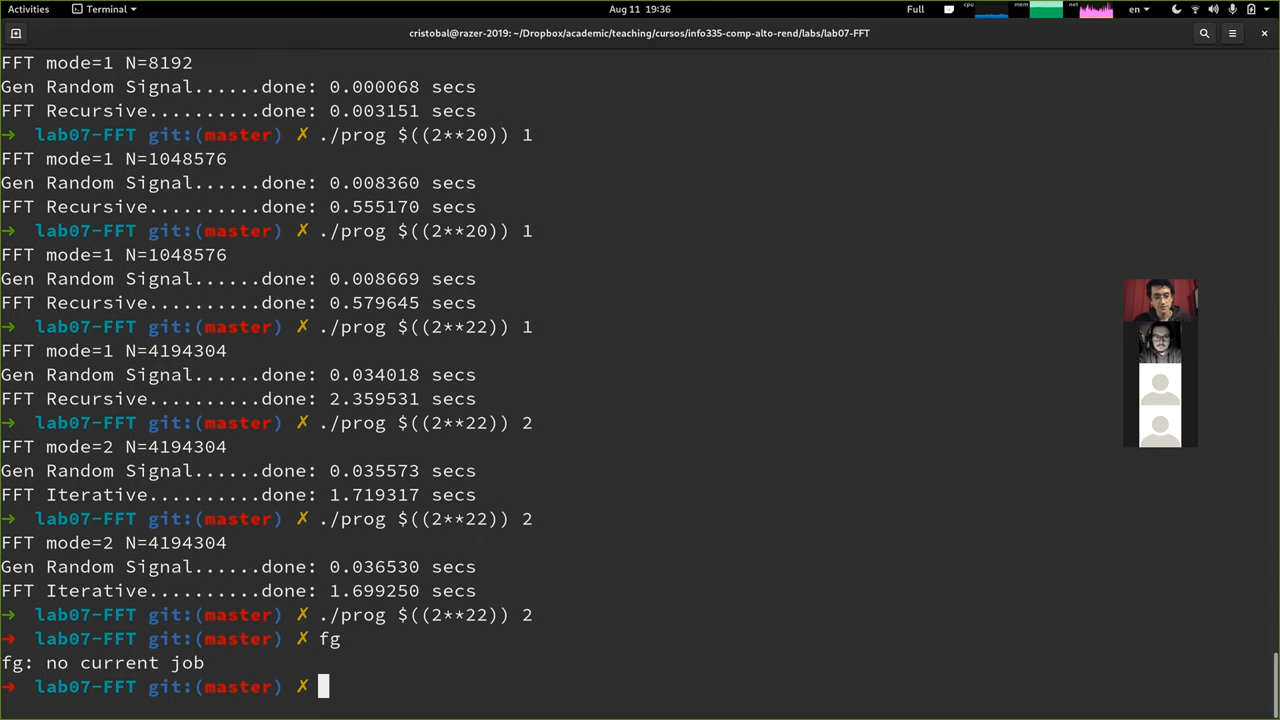 Activities Terminal Aug 11 19:36 Full cpu mem net en
cristobal@razer-2019: ~/Dropbox/academic/teaching/cursos/info335-comp-alto-rend/labs/lab07-FFT
FFT mode=1 N=8192
Gen Random Signal......done: 0.000068 secs
FFT Recursive..........done: 0.003151 secs
→ lab07-FFT git:(master) ✗ ./prog $((2**20)) 1
FFT mode=1 N=1048576
Gen Random Signal......done: 0.008360 secs
FFT Recursive..........done: 0.555170 secs
→ lab07-FFT git:(master) ✗ ./prog $((2**20)) 1
FFT mode=1 N=1048576
Gen Random Signal......done: 0.008669 secs
FFT Recursive..........done: 0.579645 secs
→ lab07-FFT git:(master) ✗ ./prog $((2**22)) 1
FFT mode=1 N=4194304
Gen Random Signal......done: 0.034018 secs
FFT Recursive..........done: 2.359531 secs
→ lab07-FFT git:(master) ✗ ./prog $((2**22)) 2
FFT mode=2 N=4194304
Gen Random Signal......done: 0.035573 secs
FFT Iterative..........done: 1.719317 secs
→ lab07-FFT git:(master) ✗ ./prog $((2**22)) 2
FFT mode=2 N=4194304
Gen Random Signal......done: 0.036530 secs
FFT Iterative..........done: 1.699250 secs
→ lab07-FFT git:(master) ✗ ./prog $((2**22)) 2
→ lab07-FFT git:(master) ✗ fg
fg: no current job
→ lab07-FFT git:(master) ✗